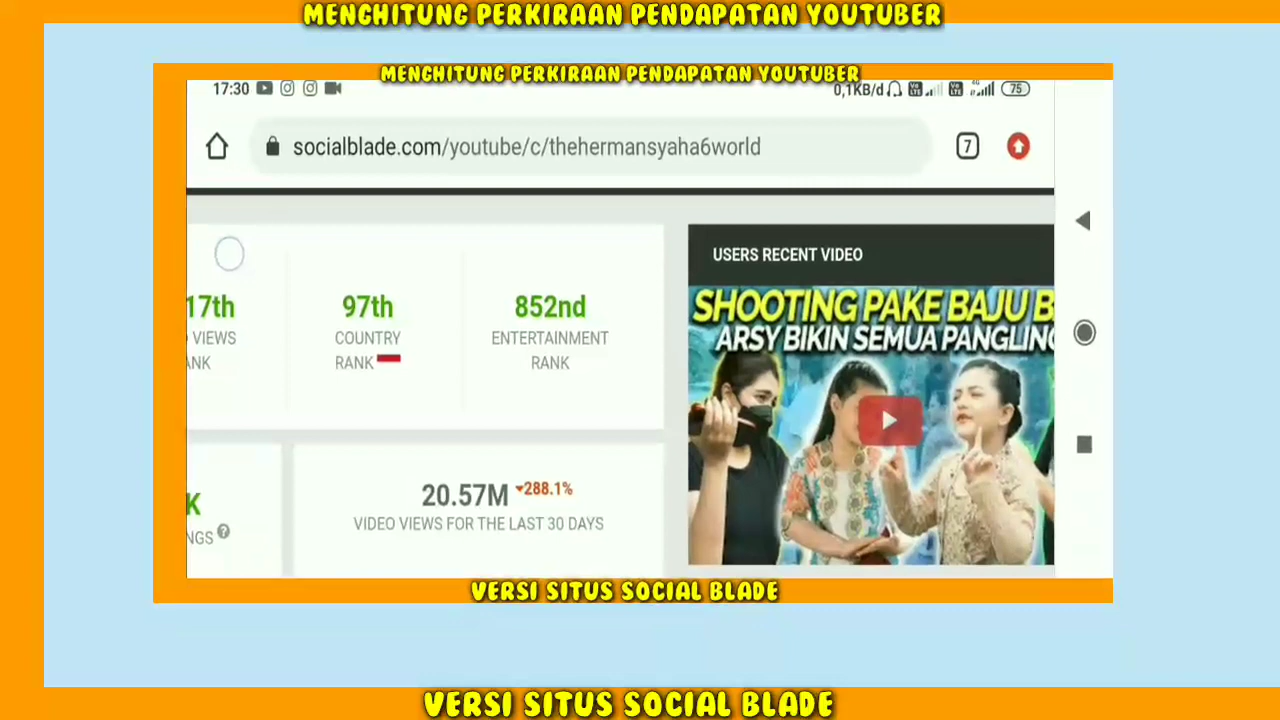 MENGHITUNG PERKIRAAN PENDAPATAN YOUTUBER
MENGHITUNG PERKIRAAN PENDAPATAN YOUTUBER
17:30
0,1KB/d
75
socialblade.com/youtube/c/thehermansyaha6world
7
USERS RECENT VIDEO
17th
97th
852nd
VIEWS
COUNTRY
ENTERTAINMENT
ANK
RANK
RANK
SHOOTING PAKE BAJU B
ARSY BIKIN SEMUA PANGLING
K
20.57M
288.1%
NGS
VIDEO VIEWS FOR THE LAST 30 DAYS
VERSI SITUS SOCIAL BLADE
VERSI SITUS SOCIAL BLADE